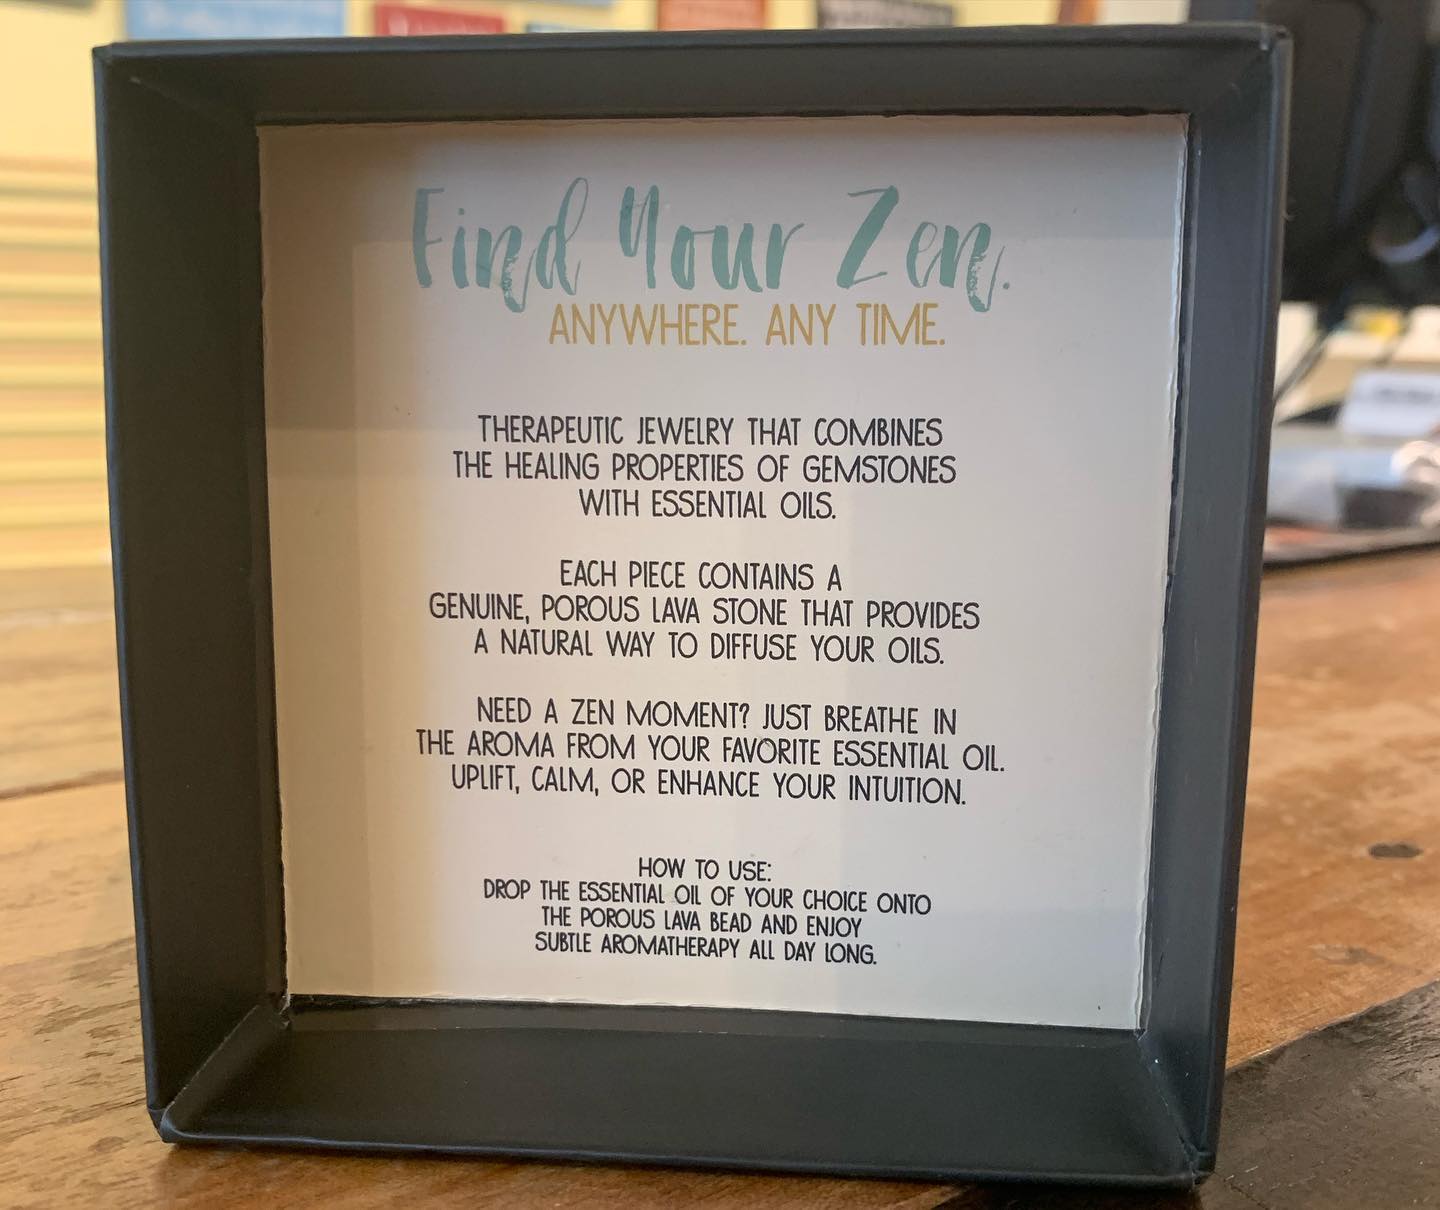 Find Your Zen.
ANYWHERE. ANY TIME.
THERAPEUTIC JEWELRY THAT COMBINES
THE HEALING PROPERTIES OF GEMSTONES
WITH ESSENTIAL OILS.
EACH PIECE CONTAINS A
GENUINE, POROUS LAVA STONE THAT PROVIDES
A NATURAL WAY TO DIFFUSE YOUR OILS.
NEED A ZEN MOMENT? JUST BREATHE IN
THE AROMA FROM YOUR FAVORITE ESSENTIAL OIL.
UPLIFT, CALM, OR ENHANCE YOUR INTUITION.
HOW TO USE:
DROP THE ESSENTIAL OIL OF YOUR CHOICE ONTO
THE POROUS LAVA BEAD AND ENJOY
SUBTLE AROMATHERAPY ALL DAY LONG.